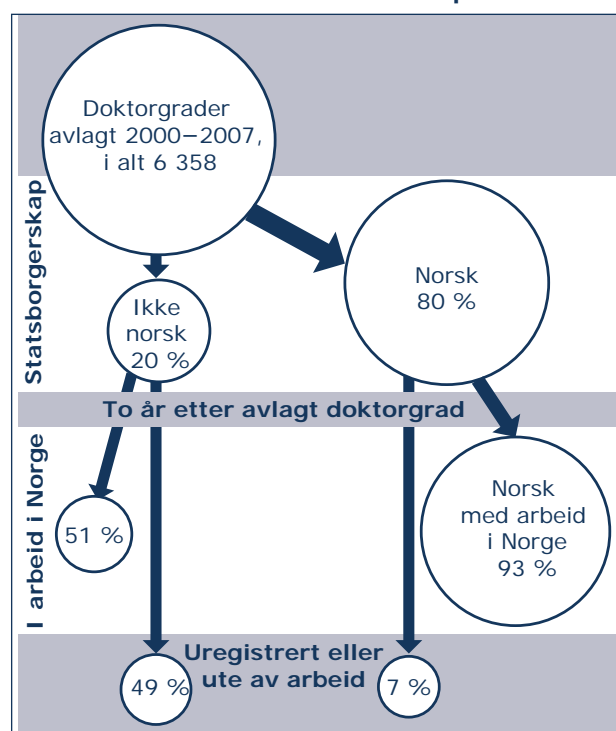 Doktorgrader
avlagt 2000–2007,
i alt 6 358
Statsborgerskap
Norsk
80 %
Ikke
norsk
20 %
To år etter avlagt doktorgrad
I arbeid i Norge
51 %
Norsk
med arbeid
i Norge
93 %
Uregistrert eller
ute av arbeid
49 %
7 %